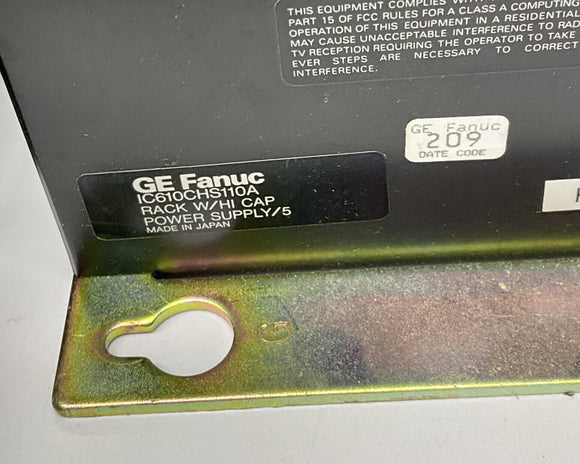 THIS EQUIPMENT COMPLIES WITH
PART 15 OF FCC RULES FOR A CLASS A COMPUTING
OPERATION OF THIS EQUIPMENT IN A RESIDENTIAL
MAY CAUSE UNACCEPTABLE INTERFERENCE TO RAD
TV RECEPTION REQUIRING THE OPERATOR TO TAKE
EVER STEPS ARE NECESSARY TO CORRECT
INTERFERENCE.
GE Fanuc
209
DATE CODE
GE Fanuc
IC610CHS110A
RACK W/HI CAP
POWER SUPPLY/5
MADE IN JAPAN